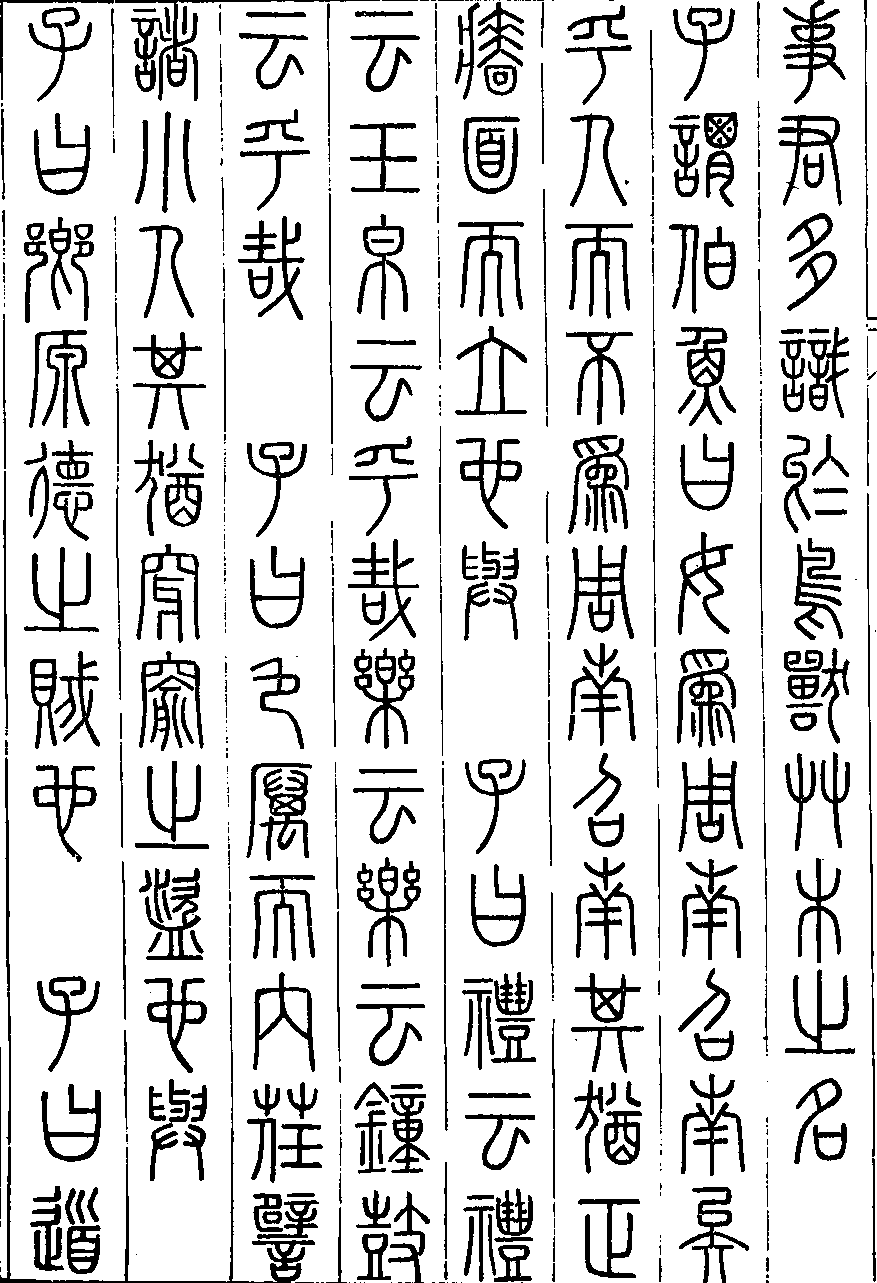 事君多識於鳥獸艸木之名
子謂伯魚曰女爲周南召南矣
乎人而不爲周南召南其猶正
牆面而立也與　子曰禮云禮
云玉帛云乎哉樂云樂云鐘鼓
云乎哉　子曰色厲而內荏譬
諸小人其猶穿窬之盜也與
子曰鄉原德之賊也　子曰道